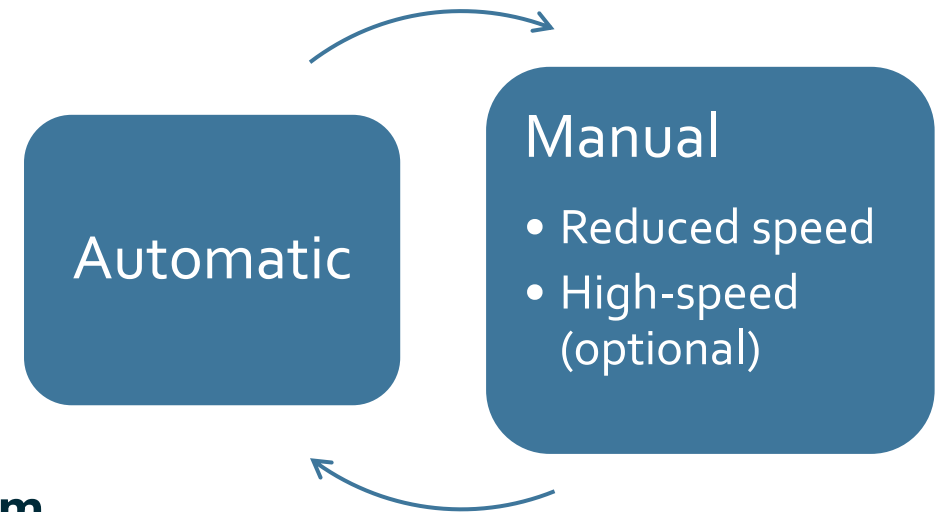 Automatic
Manual
• Reduced speed
• High-speed
(optional)